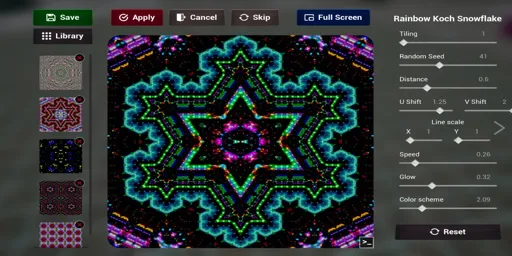 Save
Apply
Cancel
Skip
Full Screen
Library
Rainbow Koch Snowflake
Tiling 1
Random Seed 41
Distance 0.6
U Shift 1.25 V Shift 2
Line scale
X 1 Y 1
Speed 0.26
Glow 0.32
Color scheme 2.09
Reset